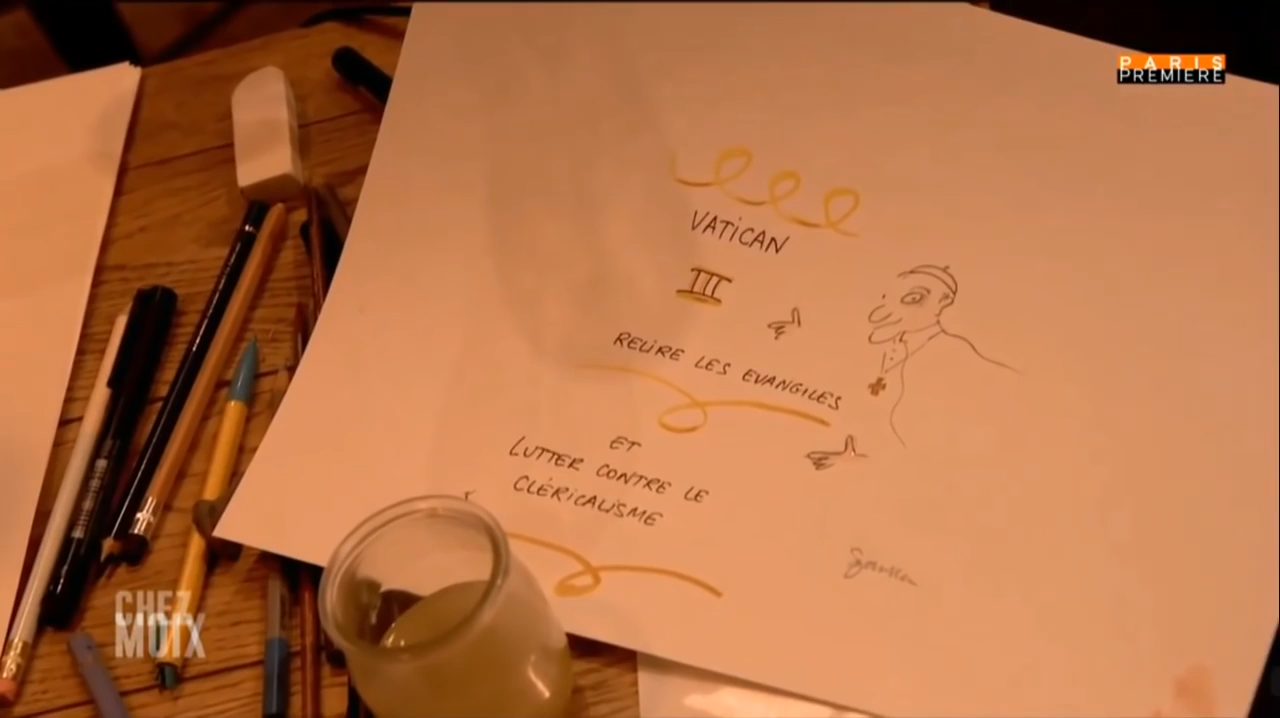 PARIS
PREMIERE
VATICAN
III
RELIRE LES EVANGILES
ET
LUTTER CONTRE LE
CLÉRICALISME
CHEZ
MOIX